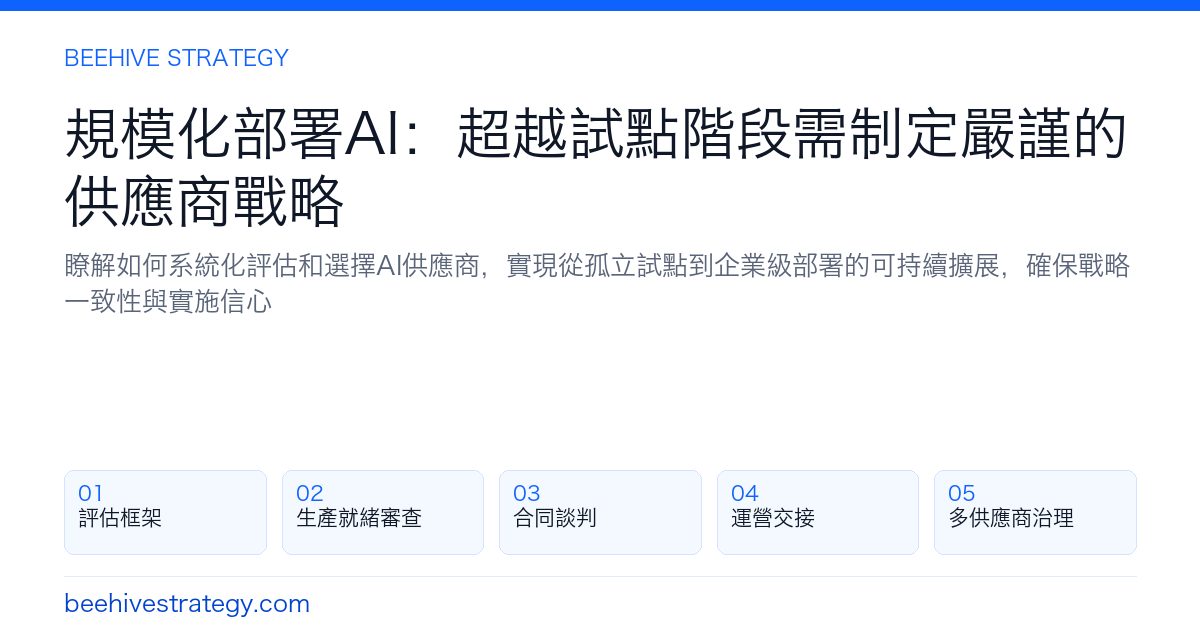 BEEHIVE STRATEGY
規模化部署AI：超越試點階段需制定嚴謹的
供應商戰略
瞭解如何系統化評估和選擇AI供應商，實現從孤立試點到企業級部署的可持續擴展，確保戰略
一致性與實施信心
01
評估框架
02
生產就緒審查
03
合同談判
04
運營交接
05
多供應商治理
beehivestrategy.com